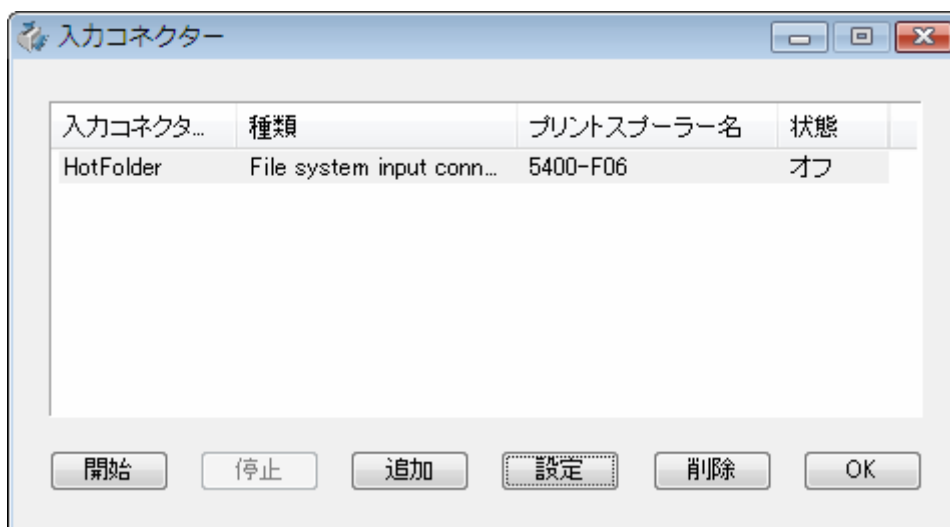 入力コネクター
入力コネクタ... 種類 プリントスプーラー名 状態
HotFolder File system input conn... 5400-F06 オフ
開始 停止 追加 設定 削除 OK